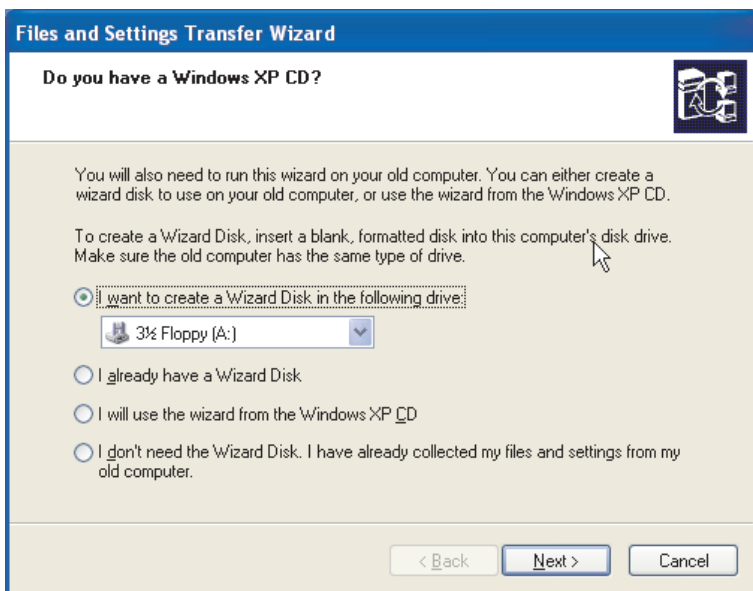 Files and Settings Transfer Wizard
Do you have a Windows XP CD?
You will also need to run this wizard on your old computer. You can either create a
wizard disk to use on your old computer, or use the wizard from the Windows XP CD.
To create a Wizard Disk, insert a blank, formatted disk into this computer's disk drive.
Make sure the old computer has the same type of drive.
I want to create a Wizard Disk in the following drive:
3½ Floppy (A:)
I already have a Wizard Disk
I will use the wizard from the Windows XP CD
I don't need the Wizard Disk. I have already collected my files and settings from my
old computer.
< Back Next > Cancel